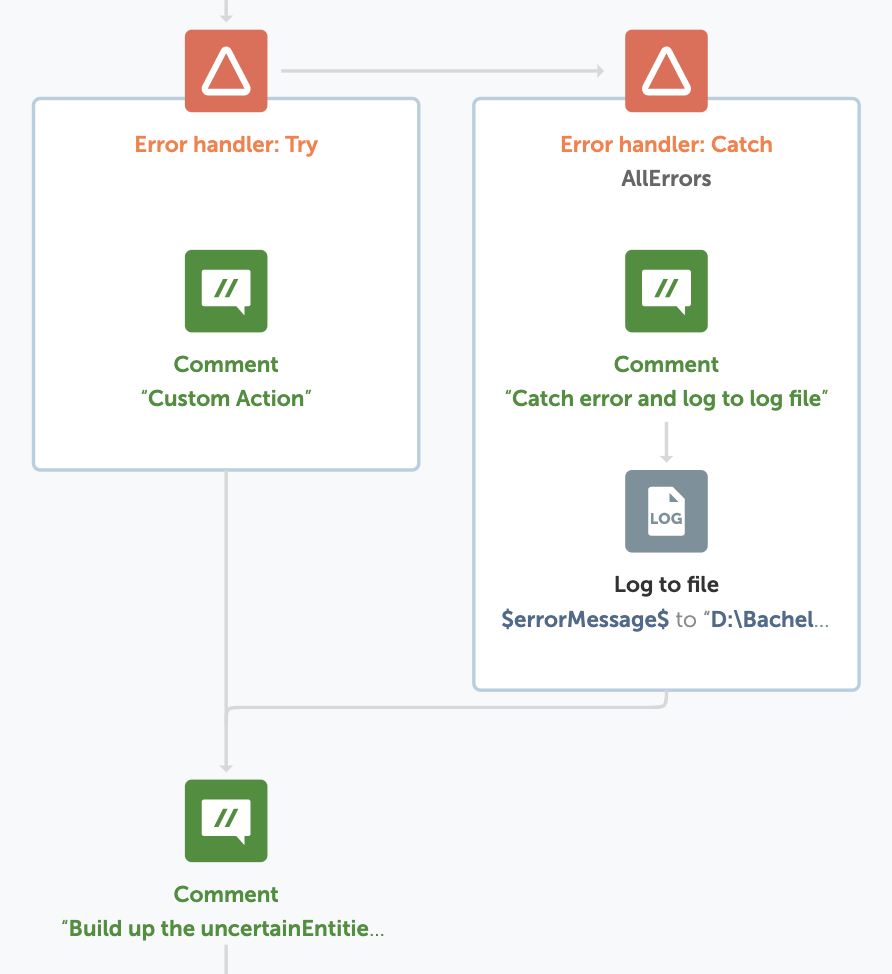 Error handler: Try
“Custom Action”
Comment
Error handler: Catch
AllErrors
Comment
“Catch error and log to log file”
LOG
Log to file
$errorMessage$ to “D:\Bachel...
Comment
“Build up the uncertainEntitie...